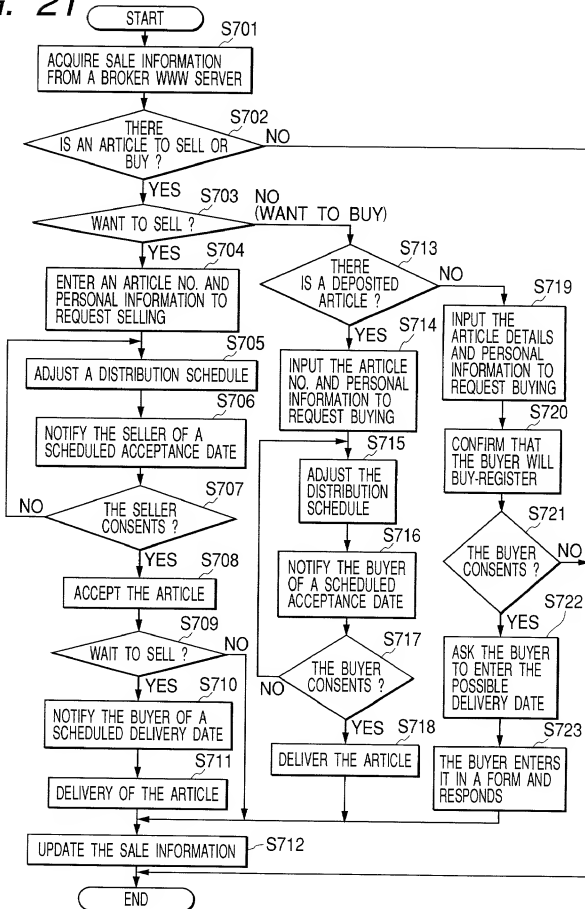 G. 21
START
S701
ACQUIRE SALE INFORMATION
FROM A BROKER WWW SERVER
S702
THERE
IS AN ARTICLE TO SELL OR
BUY ?
NO
YES
S703
WANT TO SELL ?
NO
(WANT TO BUY)
YES
S704
ENTER AN ARTICLE NO. AND
PERSONAL INFORMATION TO
REQUEST SELLING
S705
ADJUST A DISTRIBUTION SCHEDULE
S706
NOTIFY THE SELLER OF A
SCHEDULED ACCEPTANCE DATE
S707
THE SELLER
CONSENTS ?
NO
YES
S708
ACCEPT THE ARTICLE
S709
WAIT TO SELL ?
NO
YES
S710
NOTIFY THE BUYER OF A
SCHEDULED DELIVERY DATE
S711
DELIVERY OF THE ARTICLE
UPDATE THE SALE INFORMATION
S712
END
S713
THERE
IS A DEPOSITED
ARTICLE ?
NO
YES
S714
INPUT THE ARTICLE
NO. AND PERSONAL
INFORMATION TO
REQUEST BUYING
S715
ADJUST THE
DISTRIBUTION
SCHEDULE
S716
NOTIFY THE BUYER
OF A SCHEDULED
ACCEPTANCE DATE
S717
THE BUYER
CONSENTS ?
NO
YES
S718
DELIVER THE ARTICLE
S719
INPUT THE
ARTICLE DETAILS
AND PERSONAL
INFORMATION TO
REQUEST BUYING
S720
CONFIRM THAT
THE BUYER WILL
BUY-REGISTER
S721
THE BUYER
CONSENTS ?
NO
YES
S722
ASK THE BUYER
TO ENTER THE
POSSIBLE
DELIVERY DATE
S723
THE BUYER ENTERS
IT IN A FORM AND
RESPONDS